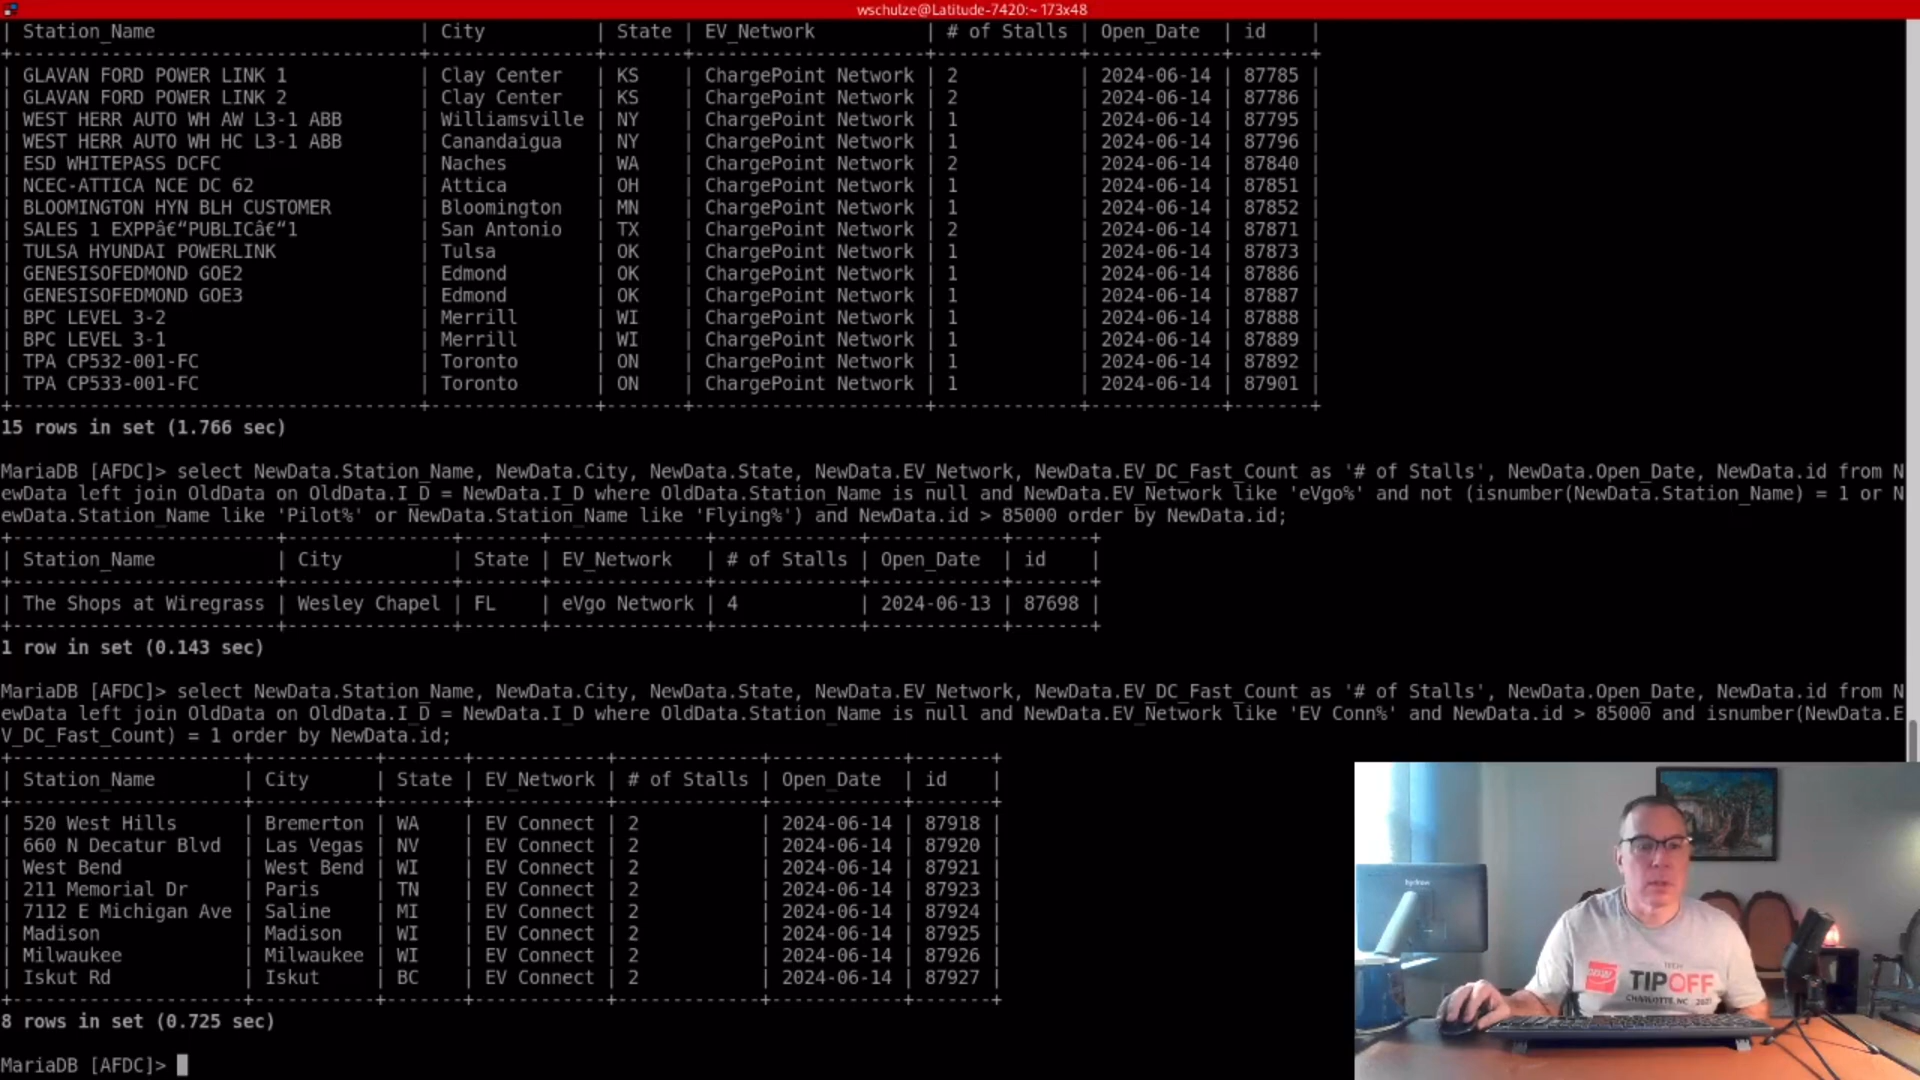 wschulze@Latitude-7420:~ 173x48
| Station_Name | City | State | EV_Network | # of Stalls | Open_Date | id |
| GLAVAN FORD POWER LINK 1 | Clay Center | KS | ChargePoint Network | 2 | 2024-06-14 | 87785 |
| GLAVAN FORD POWER LINK 2 | Clay Center | KS | ChargePoint Network | 2 | 2024-06-14 | 87786 |
| WEST HERR AUTO WH AW L3-1 ABB | Williamsville | NY | ChargePoint Network | 1 | 2024-06-14 | 87795 |
| WEST HERR AUTO WH HC L3-1 ABB | Canandaigua | NY | ChargePoint Network | 1 | 2024-06-14 | 87796 |
| ESD WHITEPASS DCFC | Naches | WA | ChargePoint Network | 2 | 2024-06-14 | 87840 |
| NCEC-ATTICA NCE DC 62 | Attica | OH | ChargePoint Network | 1 | 2024-06-14 | 87851 |
| BLOOMINGTON HYN BLH CUSTOMER | Bloomington | MN | ChargePoint Network | 1 | 2024-06-14 | 87852 |
| SALES 1 EXPPâ€“PUBLICâ€“1 | San Antonio | TX | ChargePoint Network | 2 | 2024-06-14 | 87871 |
| TULSA HYUNDAI POWERLINK | Tulsa | OK | ChargePoint Network | 1 | 2024-06-14 | 87873 |
| GENESISOFEDMOND GOE2 | Edmond | OK | ChargePoint Network | 1 | 2024-06-14 | 87886 |
| GENESISOFEDMOND GOE3 | Edmond | OK | ChargePoint Network | 1 | 2024-06-14 | 87887 |
| BPC LEVEL 3-2 | Merrill | WI | ChargePoint Network | 1 | 2024-06-14 | 87888 |
| BPC LEVEL 3-1 | Merrill | WI | ChargePoint Network | 1 | 2024-06-14 | 87889 |
| TPA CP532-001-FC | Toronto | ON | ChargePoint Network | 1 | 2024-06-14 | 87892 |
| TPA CP533-001-FC | Toronto | ON | ChargePoint Network | 1 | 2024-06-14 | 87901 |
15 rows in set (1.766 sec)
MariaDB [AFDC]> select NewData.Station_Name, NewData.City, NewData.State, NewData.EV_Network, NewData.EV_DC_Fast_Count as '# of Stalls', NewData.Open_Date, NewData.id from N
ewData left join OldData on OldData.I_D = NewData.I_D where OldData.Station_Name is null and NewData.EV_Network like 'eVgo%' and not (isnumber(NewData.Station_Name) = 1 or N
ewData.Station_Name like 'Pilot%' or NewData.Station_Name like 'Flying%') and NewData.id > 85000 order by NewData.id;
| Station_Name | City | State | EV_Network | # of Stalls | Open_Date | id |
| The Shops at Wiregrass | Wesley Chapel | FL | eVgo Network | 4 | 2024-06-13 | 87698 |
1 row in set (0.143 sec)
MariaDB [AFDC]> select NewData.Station_Name, NewData.City, NewData.State, NewData.EV_Network, NewData.EV_DC_Fast_Count as '# of Stalls', NewData.Open_Date, NewData.id from N
ewData left join OldData on OldData.I_D = NewData.I_D where OldData.Station_Name is null and NewData.EV_Network like 'EV Conn%' and NewData.id > 85000 and isnumber(NewData.E
V_DC_Fast_Count) = 1 order by NewData.id;
| Station_Name | City | State | EV_Network | # of Stalls | Open_Date | id |
| 520 West Hills | Bremerton | WA | EV Connect | 2 | 2024-06-14 | 87918 |
| 660 N Decatur Blvd | Las Vegas | NV | EV Connect | 2 | 2024-06-14 | 87920 |
| West Bend | West Bend | WI | EV Connect | 2 | 2024-06-14 | 87921 |
| 211 Memorial Dr | Paris | TN | EV Connect | 2 | 2024-06-14 | 87923 |
| 7112 E Michigan Ave | Saline | MI | EV Connect | 2 | 2024-06-14 | 87924 |
| Madison | Madison | WI | EV Connect | 2 | 2024-06-14 | 87925 |
| Milwaukee | Milwaukee | WI | EV Connect | 2 | 2024-06-14 | 87926 |
| Iskut Rd | Iskut | BC | EV Connect | 2 | 2024-06-14 | 87927 |
8 rows in set (0.725 sec)
MariaDB [AFDC]>
TECH
TIPOFF
CHARLOTTE, NC